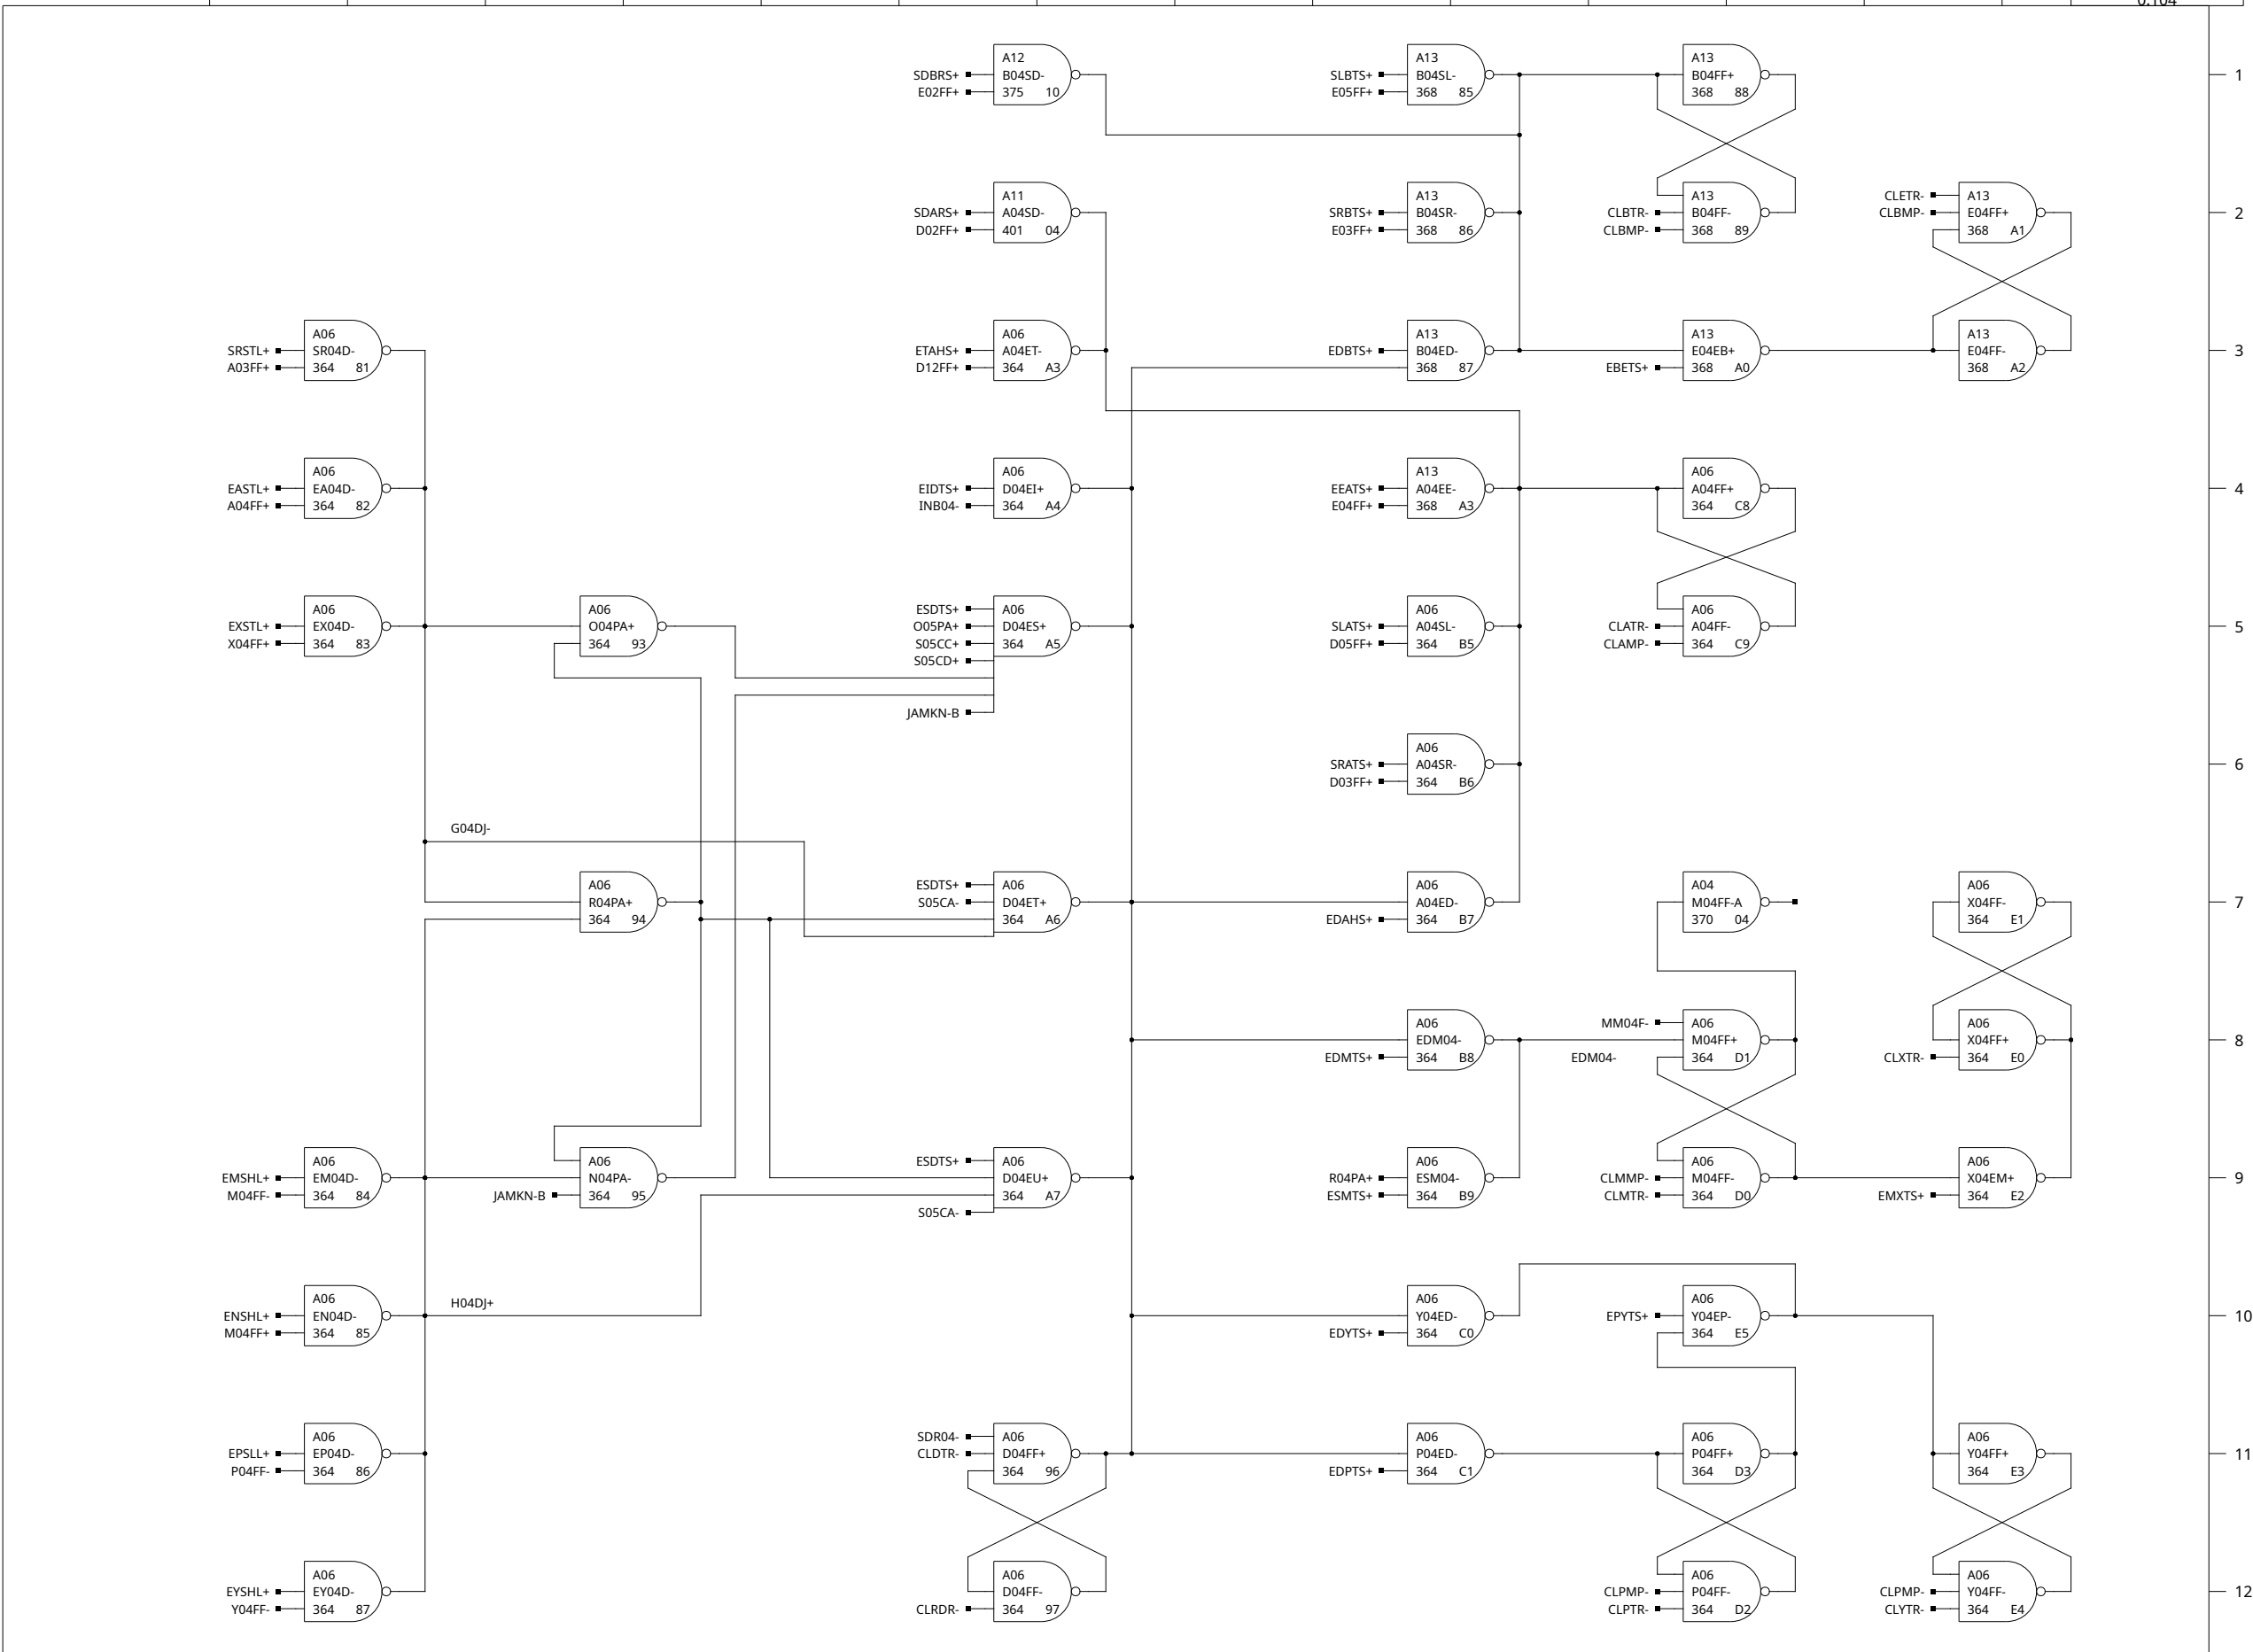 0.104
A12
SDBRS+ B04SD-
E02FF+ 375 10
A13
SLBTS+ B04SL-
E05FF+ 368 85
A13
B04FF+
368 88
1
A11
SDARS+ A04SD-
D02FF+ 401 04
A13
SRBTS+ B04SR-
E03FF+ 368 86
A13
CLBTR- B04FF-
CLBMP- 368 89
CLETR- A13
CLBMP- E04FF+
368 A1
2
A06
SRSTL+ SR04D-
A03FF+ 364 81
A06
ETAHS+ A04ET-
D12FF+ 364 A3
A13
EDBTS+ B04ED-
368 87
A13
E04EB+
EBETS+ 368 A0
A13
E04FF-
368 A2
3
A06
EASTL+ EA04D-
A04FF+ 364 82
A06
EIDTS+ D04EI+
INB04- 364 A4
A13
EEATS+ A04EE-
E04FF+ 368 A3
A06
A04FF+
364 C8
4
A06
EXSTL+ EX04D-
X04FF+ 364 83
A06
O04PA+
364 93
ESDTS+ A06
O05PA+ D04ES+
S05CC+ 364 A5
S05CD+
JAMKN-B
A06
SLATS+ A04SL-
D05FF+ 364 B5
A06
CLATR- A04FF-
CLAMP- 364 C9
5
A06
SRATS+ A04SR-
D03FF+ 364 B6
6
G04DJ-
A06
R04PA+
364 94
ESDTS+ A06
S05CA- D04ET+
364 A6
A06
A04ED-
EDAHS+ 364 B7
A04
M04FF-A
370 04
A06
X04FF-
364 E1
7
A06
EDM04-
EDMTS+ 364 B8
EDM04-
MM04F- A06
M04FF+
364 D1
A06
X04FF+
CLXTR- 364 E0
8
A06
EMSHL+ EM04D-
M04FF- 364 84
A06
N04PA-
JAMKN-B 364 95
ESDTS+ A06
D04EU+
364 A7
S05CA-
A06
R04PA+ ESM04-
ESMTS+ 364 B9
A06
CLMMP- M04FF-
CLMTR- 364 D0
A06
X04EM+
EMXTS+ 364 E2
9
A06
ENSHL+ EN04D-
M04FF+ 364 85
H04DJ+
A06
Y04ED-
EDYTS+ 364 C0
A06
EPYTS+ Y04EP-
364 E5
10
A06
EPSLL+ EP04D-
P04FF- 364 86
SDR04- A06
CLDTR- D04FF+
364 96
A06
P04ED-
EDPTS+ 364 C1
A06
P04FF+
364 D3
A06
Y04FF+
364 E3
11
A06
EYSHL+ EY04D-
Y04FF- 364 87
A06
D04FF-
CLRDR- 364 97
A06
CLPMP- P04FF-
CLPTR- 364 D2
A06
CLPMP- Y04FF-
CLYTR- 364 E4
12